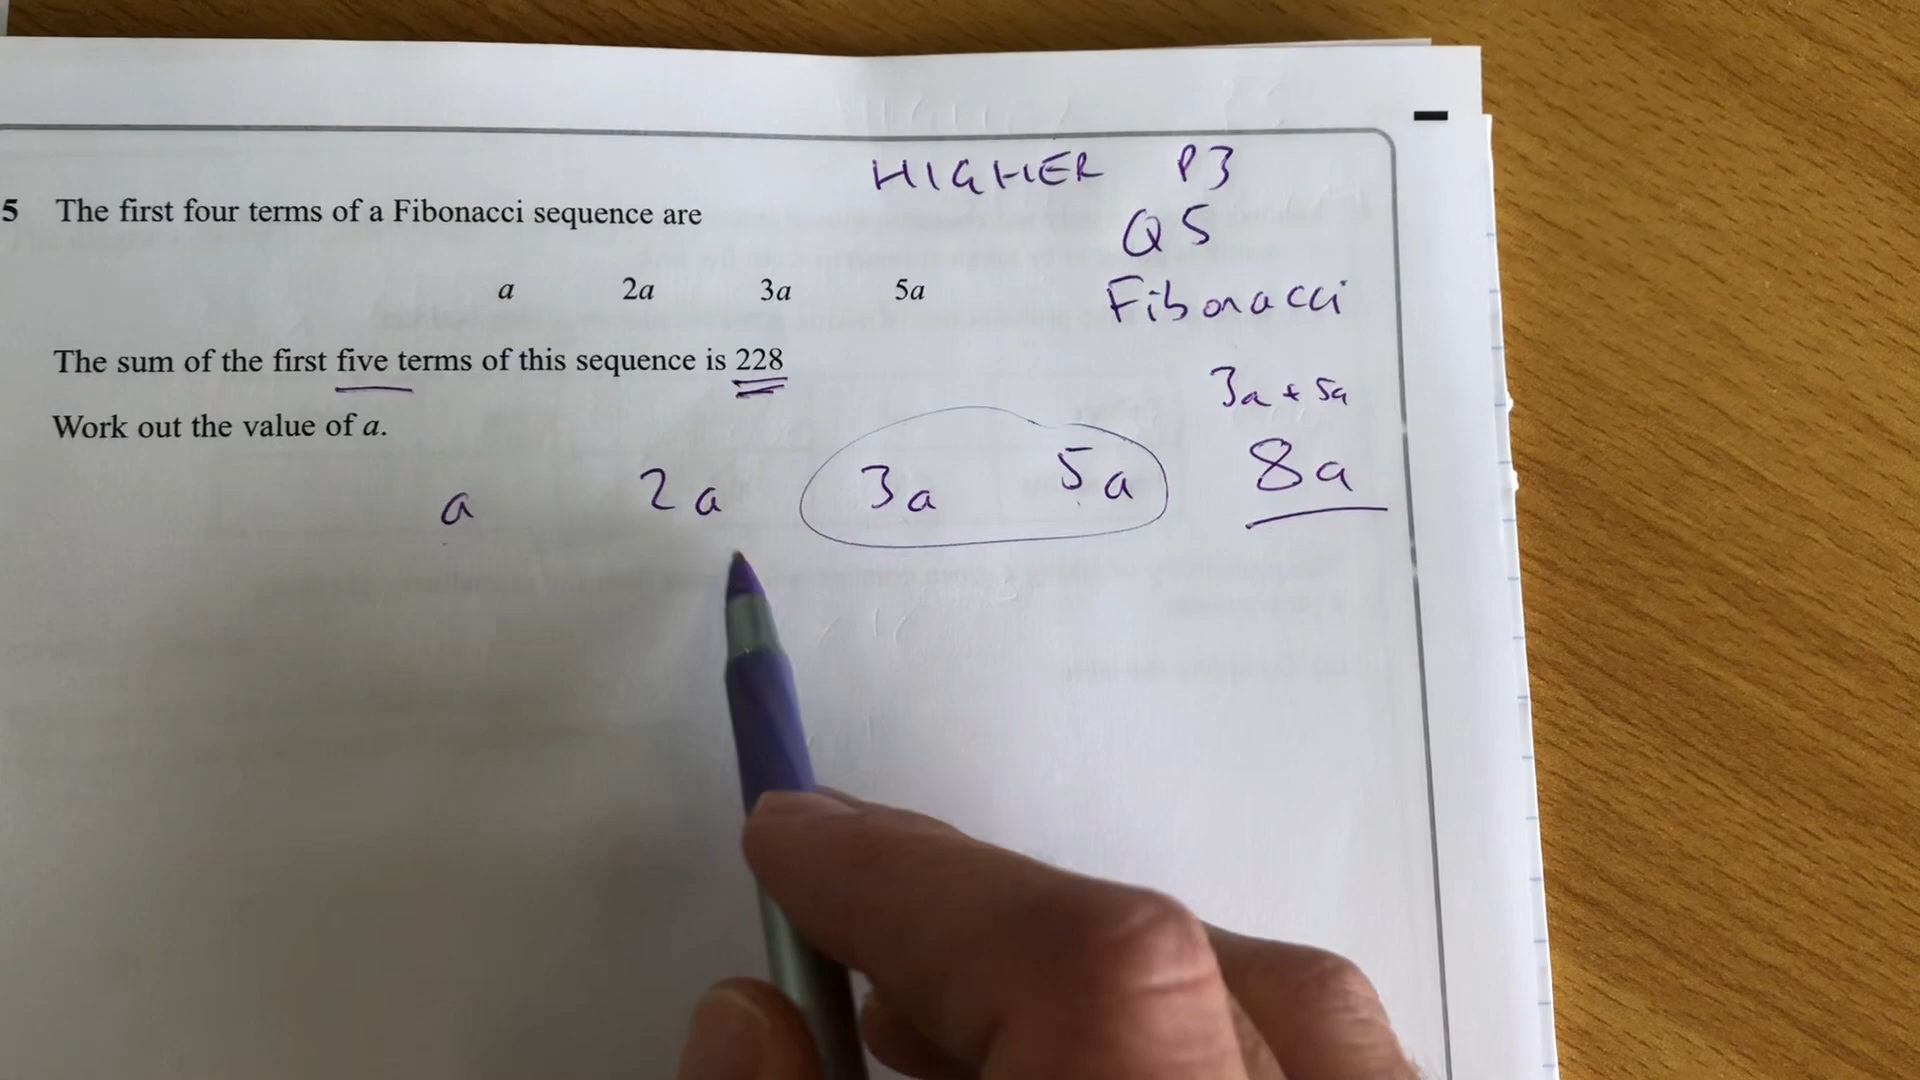 HIGHER P3
5 The first four terms of a Fibonacci sequence are
Q5
a 2a 3a 5a
Fibonacci
The sum of the first five terms of this sequence is 228
3a + 5a
Work out the value of a.
a 2a 3a 5a 8a